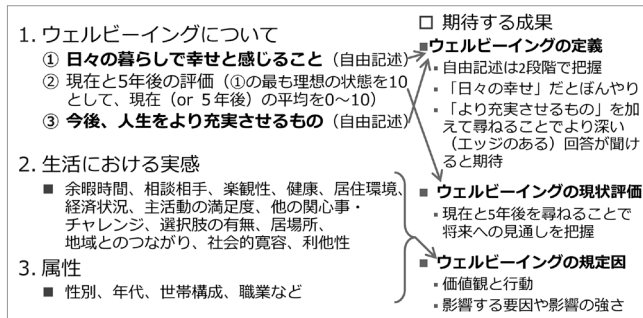 1. ウェルビーイングについて
① 日々の暮らしで幸せと感じること（自由記述）
② 現在と5年後の評価（①の最も理想の状態を10
として、現在（or ５年後）の平均を0～10）
③ 今後、人生をより充実させるもの（自由記述）
2. 生活における実感
■ 余暇時間、相談相手、楽観性、健康、居住環境、
経済状況、主活動の満足度、他の関心事・
チャレンジ、選択肢の有無、居場所、
地域とのつながり、社会的寛容、利他性
3. 属性
■ 性別、年代、世帯構成、職業など
□ 期待する成果
■ウェルビーイングの定義
▪自由記述は2段階で把握
▪「日々の幸せ」だとぼんやり
▪「より充実させるもの」を加
えて尋ねることでより深い
（エッジのある）回答が聞け
ると期待
■ウェルビーイングの現状評価
▪現在と5年後を尋ねることで
将来への見通しを把握
■ウェルビーイングの規定因
▪価値観と行動
▪影響する要因や影響の強さ